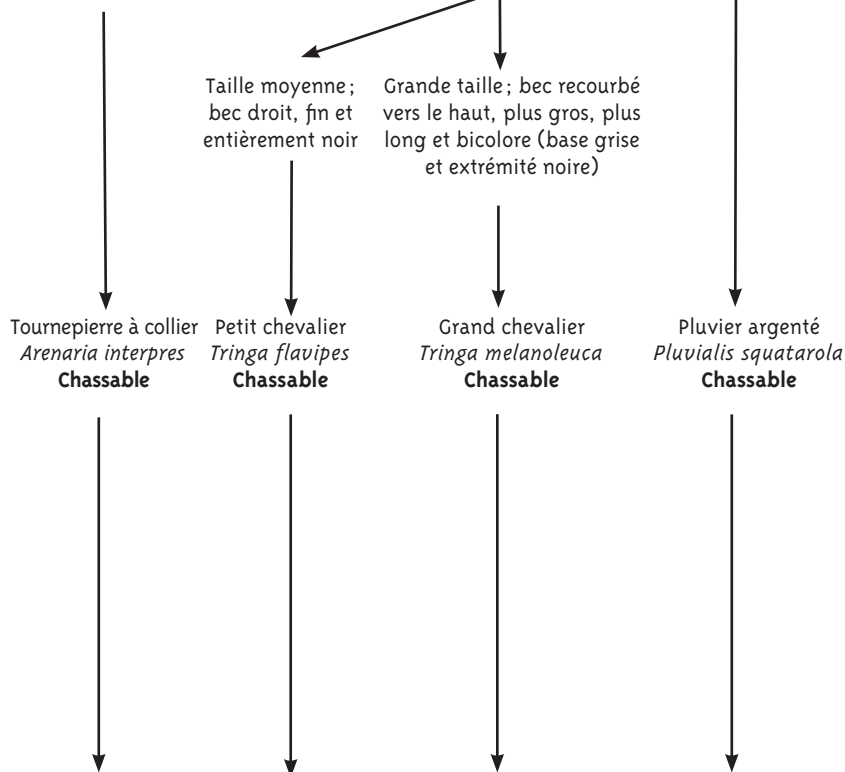 Taille moyenne ;
bec droit, fin et
entièrement noir
Grande taille ; bec recourbé
vers le haut, plus gros, plus
long et bicolore (base grise
et extrémité noire)
Tournepierre à collier
Arenaria interpres
Chassable
Petit chevalier
Tringa flavipes
Chassable
Grand chevalier
Tringa melanoleuca
Chassable
Pluvier argenté
Pluvialis squatarola
Chassable